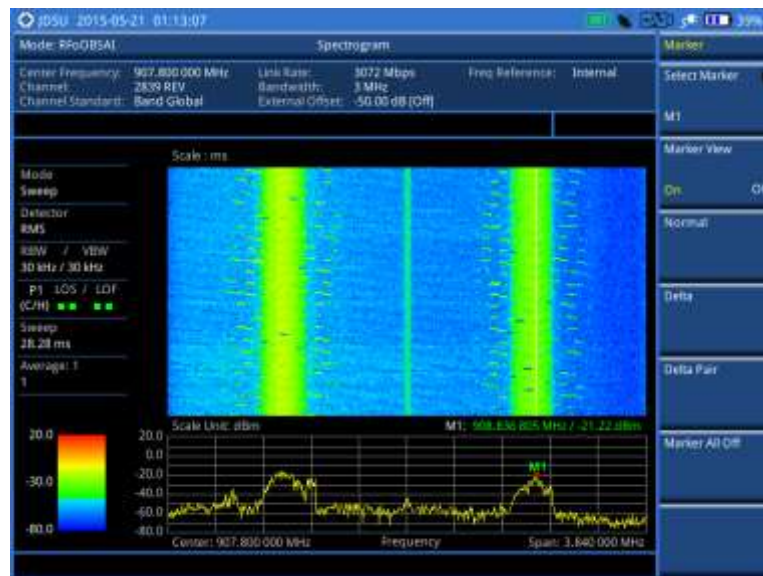 JDSU 2015-05-21 01:13:07
39%
Mode: RFoOBSAI
Spectrogram
Marker
Center Frequency: 907.800 000 MHz
Link Rate: 3072 Mbps
Freq Reference: Internal
Channel: 2839 REV
Bandwidth: 3 MHz
Channel Standard: Band Global
External Offset: -50.00 dB [Off]
Select Marker
M1
Scale : ms
Marker View
On
Mode
Sweep
Detector
RMS
RBW / VBW
30 kHz / 30 kHz
P1 LOS / LOF
(C/H)
Sweep
28.28 ms
Average: 1
1
Normal
Delta
Delta Pair
Marker All Off
Scale Unit: dBm
M1: 908.836 805 MHz / -21.22 dBm
20.0
-30.0
-80.0
20.0
0.0
-20.0
-40.0
-60.0
-80.0
M1
Center: 907.800 000 MHz
Frequency
Span: 3.840 000 MHz